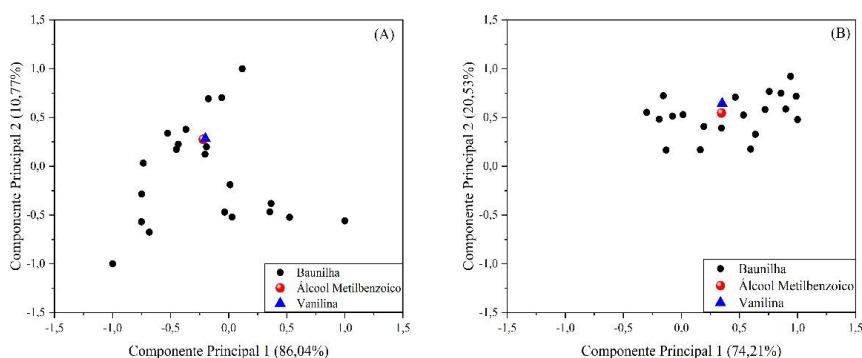 (A)
Componente Principal 2 (10,77%)
1,5
1,0
0,5
0,0
-0,5
-1,0
-1,5
-1,5
-1,0
-0,5
0,0
0,5
1,0
1,5
Baunilha
Álcool Metilbenzoico
Vanilina
Componente Principal 1 (86,04%)
(B)
Componente Principal 2 (20,53%)
1,5
1,0
0,5
0,0
-0,5
-1,0
-1,5
-1,5
-1,0
-0,5
0,0
0,5
1,0
1,5
Baunilha
Álcool Metilbenzoico
Vanilina
Componente Principal 1 (74,21%)